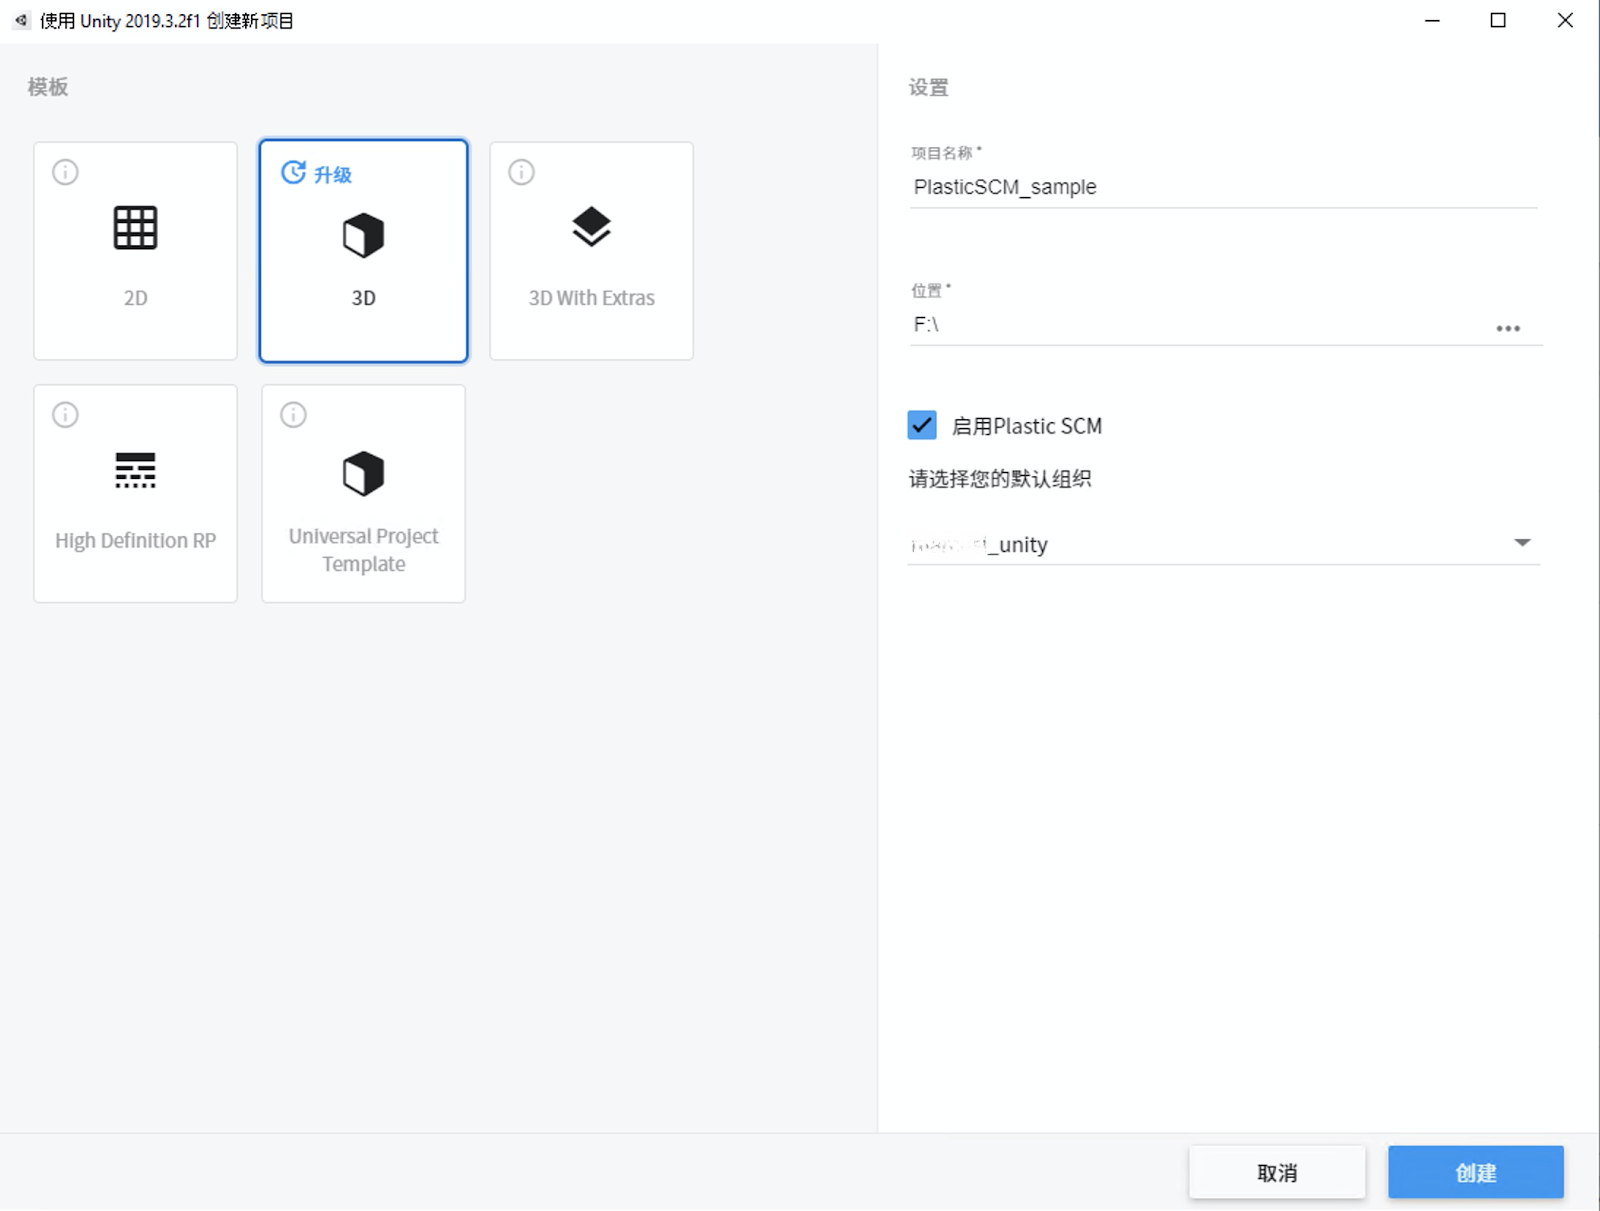 使用 Unity 2019.3.2f1 创建新项目
模板
2D
升级
3D
3D With Extras
High Definition RP
Universal Project
Template
设置
项目名称*
PlasticSCM_sample
位置*
F:\
启用Plastic SCM
请选择您的默认组织
_unity
取消
创建